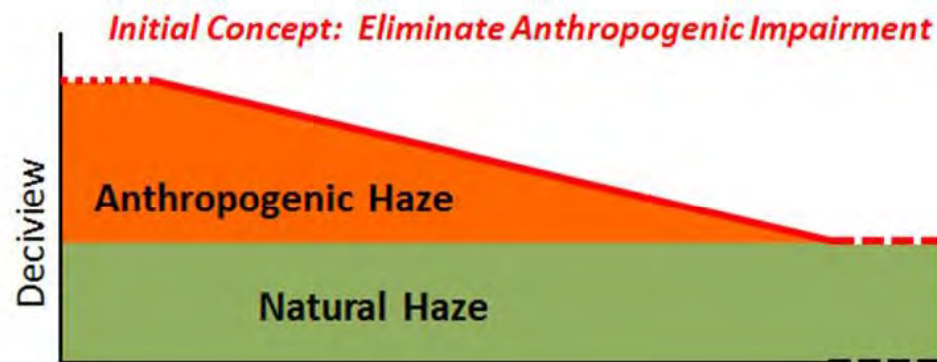 Initial Concept: Eliminate Anthropogenic Impairment
Anthropogenic Haze
Natural Haze
Deciview